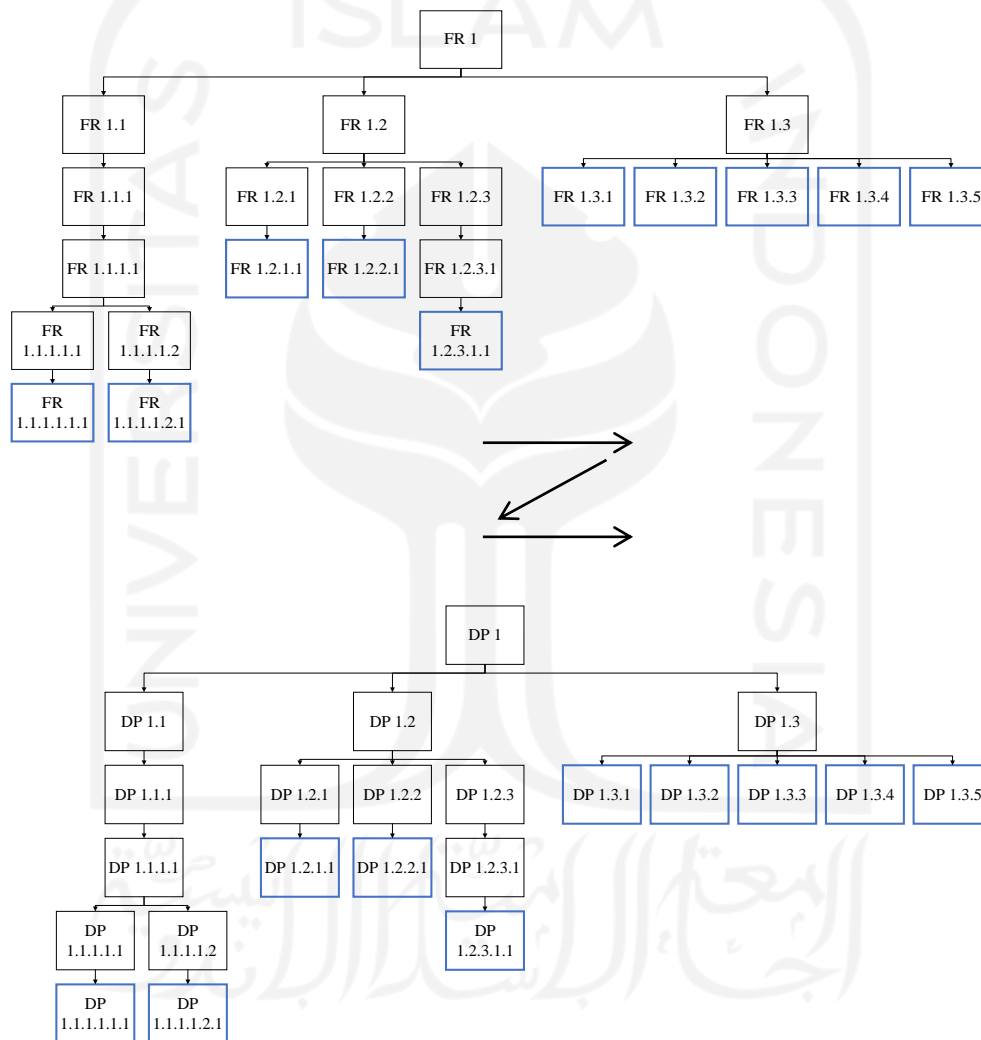 ISLAM
UNIVERSITAS
INDONESIA
FR 1
FR 1.1
FR 1.2
FR 1.3
FR 1.1.1
FR 1.2.1
FR 1.2.2
FR 1.2.3
FR 1.3.1
FR 1.3.2
FR 1.3.3
FR 1.3.4
FR 1.3.5
FR 1.1.1.1
FR 1.2.1.1
FR 1.2.2.1
FR 1.2.3.1
FR
1.1.1.1.1
FR
1.1.1.1.2
FR
1.2.3.1.1
FR
1.1.1.1.1.1
FR
1.1.1.1.2.1
DP 1
DP 1.1
DP 1.2
DP 1.3
DP 1.1.1
DP 1.2.1
DP 1.2.2
DP 1.2.3
DP 1.3.1
DP 1.3.2
DP 1.3.3
DP 1.3.4
DP 1.3.5
DP 1.1.1.1
DP 1.2.1.1
DP 1.2.2.1
DP 1.2.3.1
DP
1.1.1.1.1
DP
1.1.1.1.2
DP
1.2.3.1.1
DP
1.1.1.1.1.1
DP
1.1.1.1.2.1